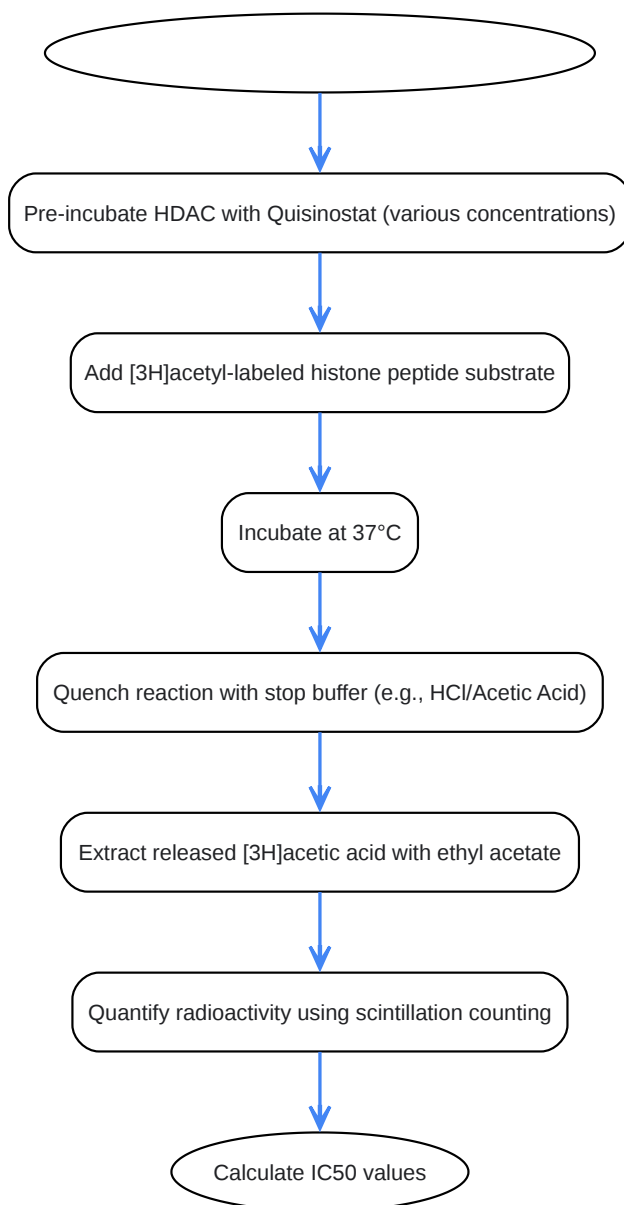 Pre-incubate HDAC with Quisinostat (various concentrations)
Add [3H]acetyl-labeled histone peptide substrate
Incubate at 37°C
Quench reaction with stop buffer (e.g., HCl/Acetic Acid)
Extract released [3H]acetic acid with ethyl acetate
Quantify radioactivity using scintillation counting
Calculate IC50 values